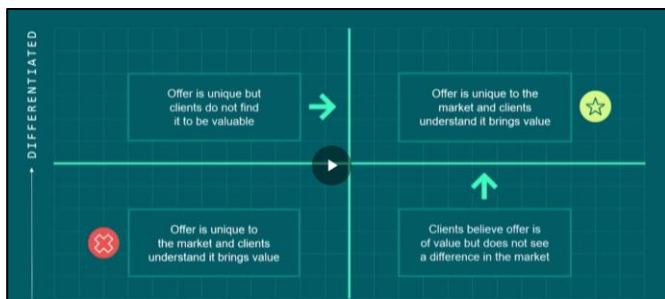 DIFFERENTIATED
Offer is unique but
clients do not find
it to be valuable
Offer is unique to the
market and clients
understand it brings value
Offer is unique to
the market and clients
understand it brings value
Clients believe offer is
of value but does not see
a difference in the market